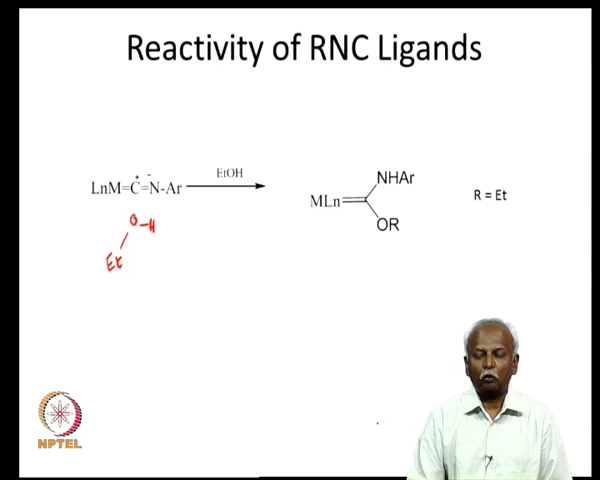 Reactivity of RNC Ligands
LnM=C=N-Ar
EtOH
MLn
NHAr
OR
R = Et
O-H
Et
NPTEL